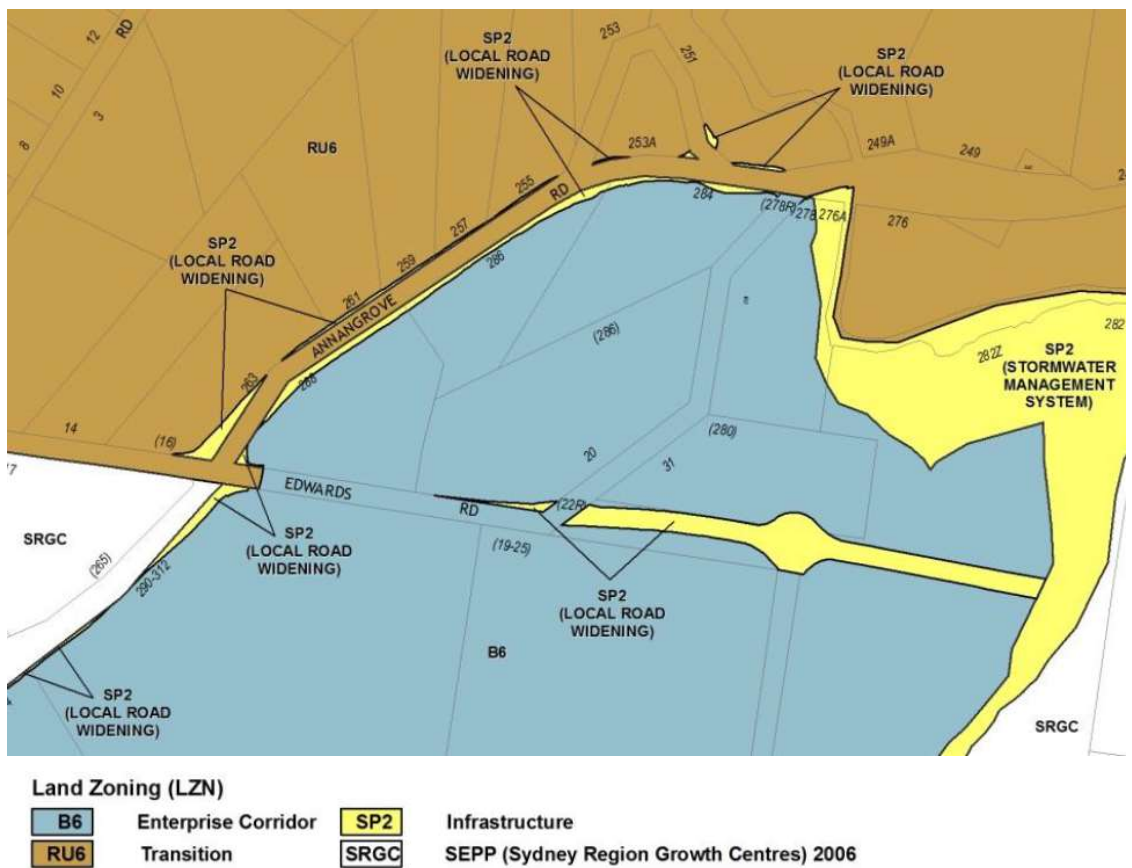 12
RD
10
3
8
SP2
(LOCAL ROAD
WIDENING)
253
251
SP2
(LOCAL ROAD
WIDENING)
RU6
253A
249A
249
255
RD
284
(278R)
278
276A
276
257
286
259
SP2
(LOCAL ROAD
WIDENING)
261
ANNANGROVE
(286)
282
282Z
SP2
(STORMWATER
MANAGEMENT
SYSTEM)
263
288
14
(16)
(280)
20
31
EDWARDS
RD
(22R)
SRGC
SP2
(LOCAL ROAD
WIDENING)
(19-25)
(265)
290-312
SP2
(LOCAL ROAD
WIDENING)
B6
SP2
(LOCAL ROAD
WIDENING)
SRGC
Land Zoning (LZN)
B6 Enterprise Corridor SP2 Infrastructure
RU6 Transition SRGC SEPP (Sydney Region Growth Centres) 2006